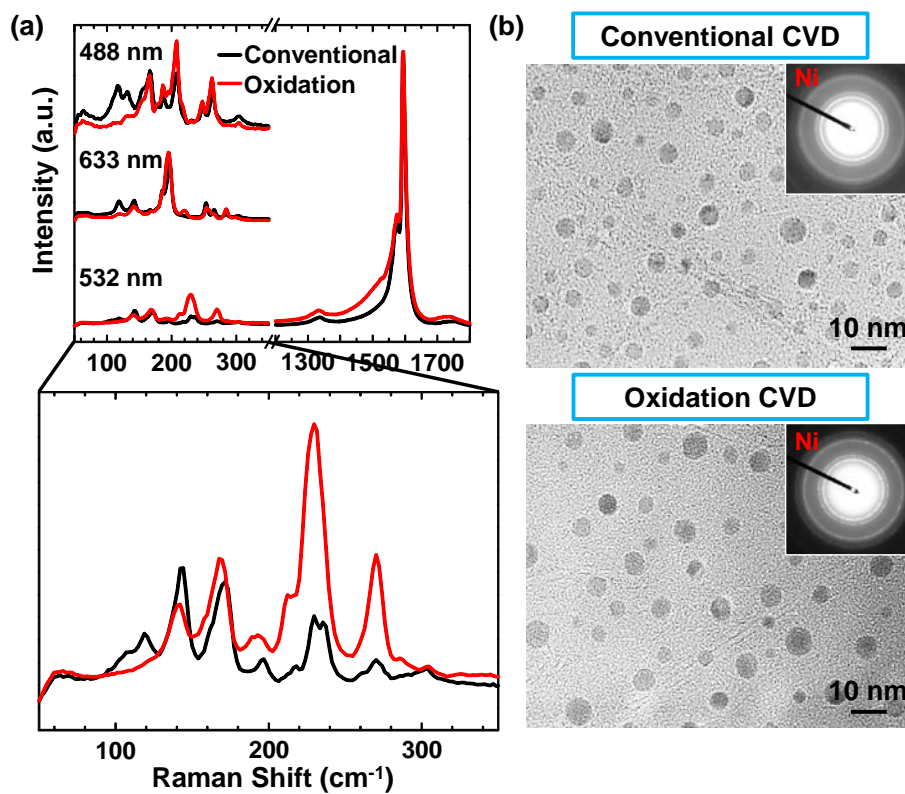 (a)
488 nm
Conventional
Oxidation
633 nm
532 nm
Intensity (a.u.)
100 200 300 1300 1500 1700
100 200 300
Raman Shift (cm⁻¹)
(b)
Conventional CVD
Ni
10 nm
Oxidation CVD
Ni
10 nm